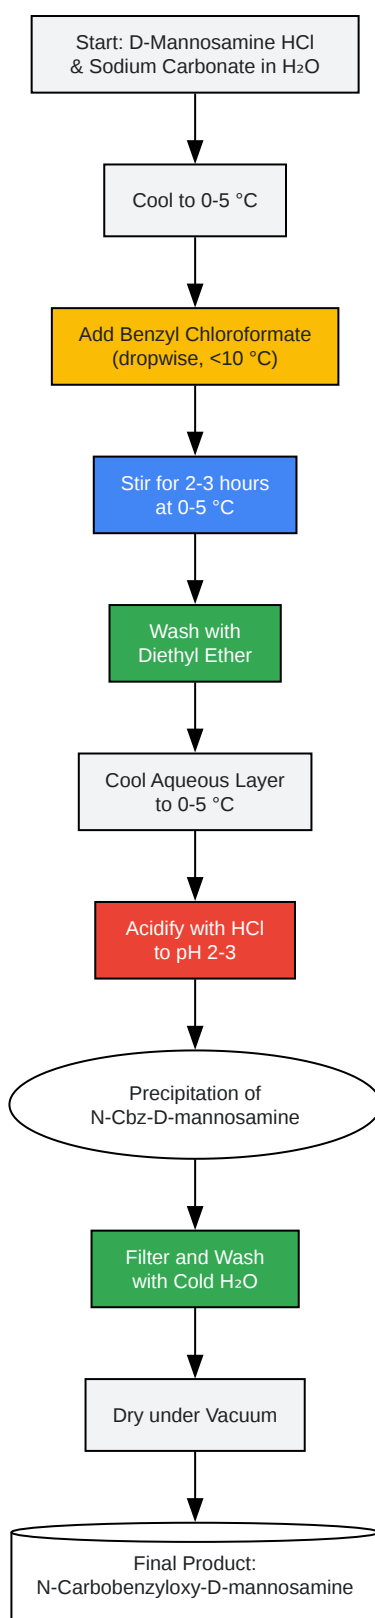 Start: D-Mannosamine HCl
& Sodium Carbonate in H₂O
Cool to 0-5 °C
Add Benzyl Chloroformate
(dropwise, <10 °C)
Stir for 2-3 hours
at 0-5 °C
Wash with
Diethyl Ether
Cool Aqueous Layer
to 0-5 °C
Acidify with HCl
to pH 2-3
Precipitation of
N-Cbz-D-mannosamine
Filter and Wash
with Cold H₂O
Dry under Vacuum
Final Product:
N-Carbobenzyloxy-D-mannosamine